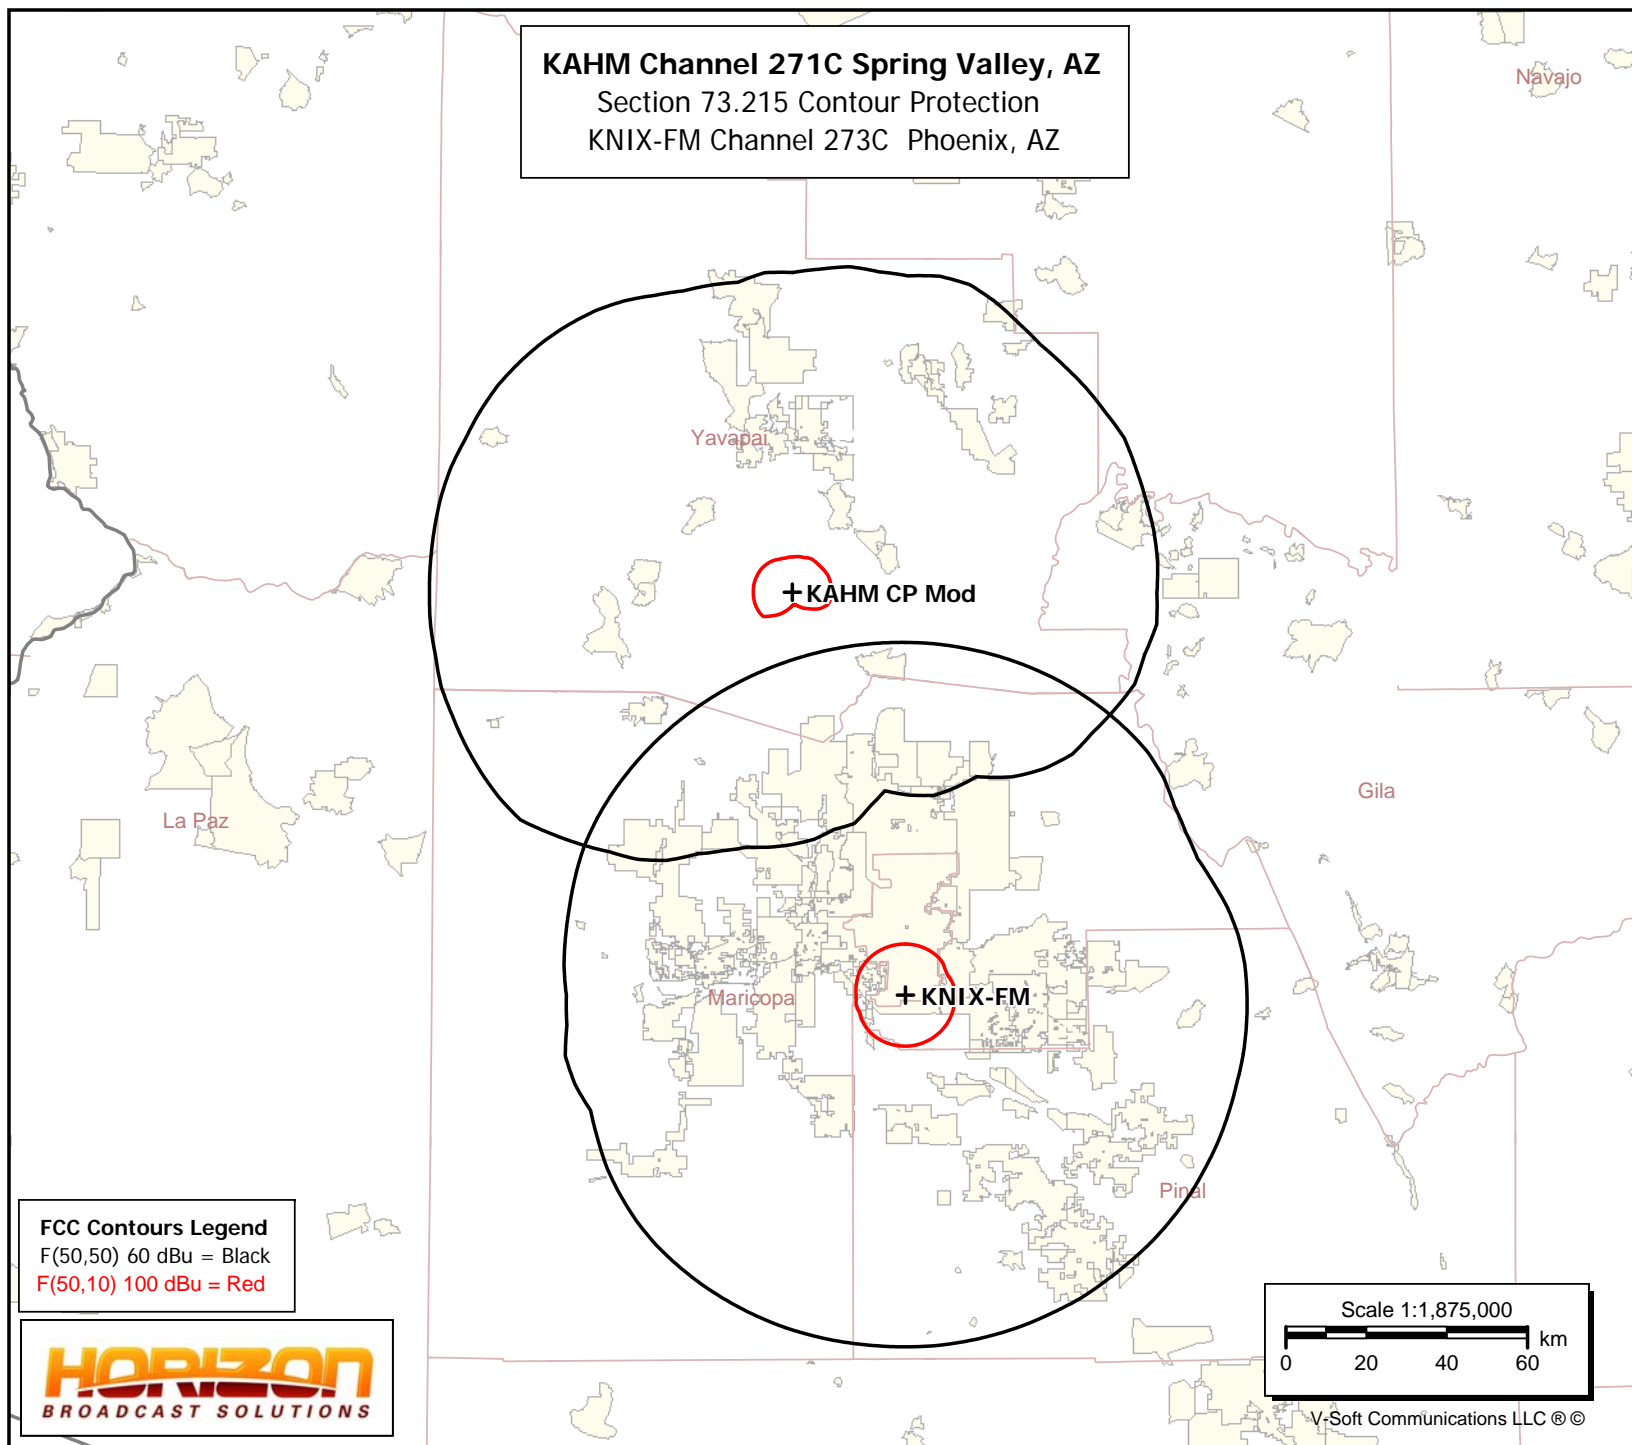 KAHM Channel 271C Spring Valley, AZ
Section 73.215 Contour Protection
KNIX-FM Channel 273C Phoenix, AZ
Navajo
Yavapai
KAHM CP Mod
Gila
La Paz
KNIX-FM
Maricopa
Pinal
FCC Contours Legend
F(50,50) 60 dBu = Black
F(50,10) 100 dBu = Red
HORIZON
BROADCAST SOLUTIONS
Scale 1:1,875,000
km
0 20 40 60
V-Soft Communications LLC ® ©